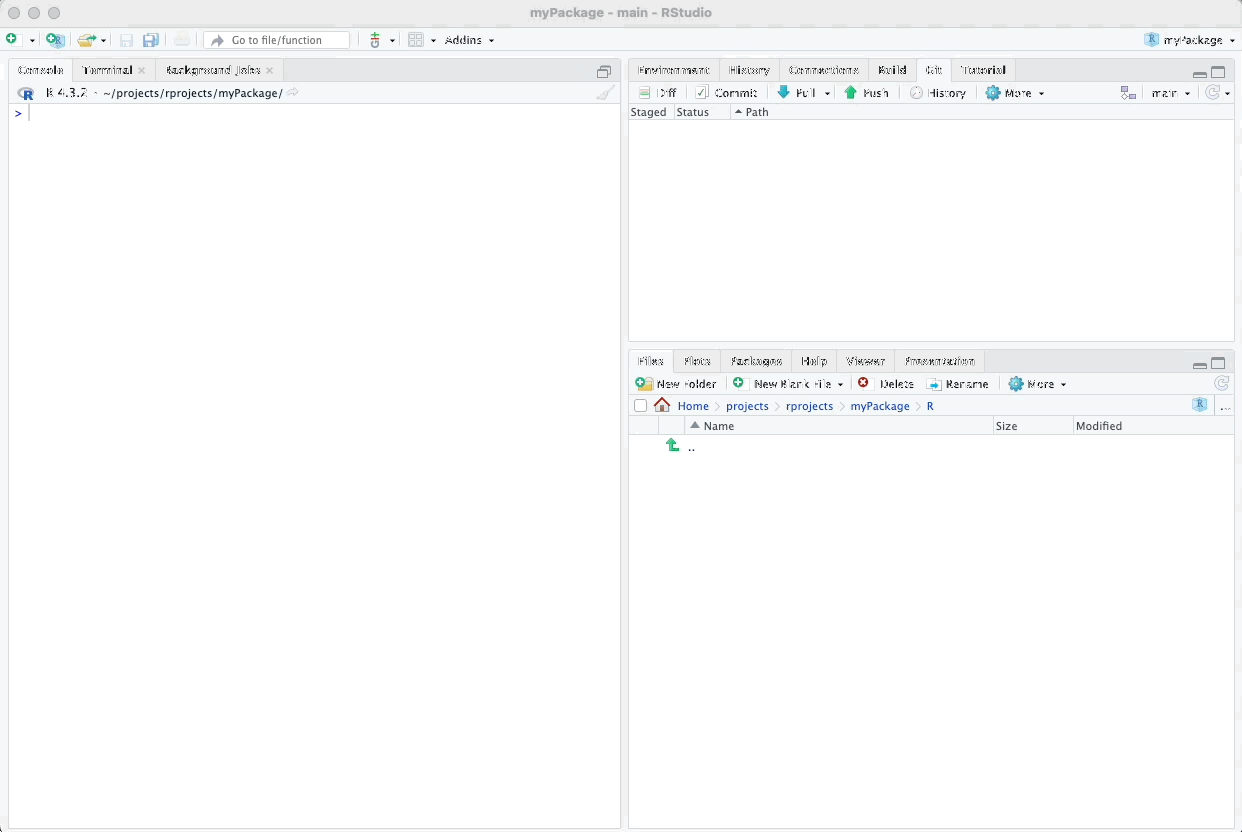 myPackage - main - RStudio
Go to file/function Addins myPackage
Console Terminal Background Jobs
R 4.3.2 · ~/projects/rprojects/myPackage/
>
Environment History Connections Build Git Tutorial
Diff Commit Pull Push History More main
Staged Status Path
Files Plots Packages Help Viewer Presentation
New Folder New Blank File Delete Rename More
Home projects rprojects myPackage R ...
Name Size Modified
..